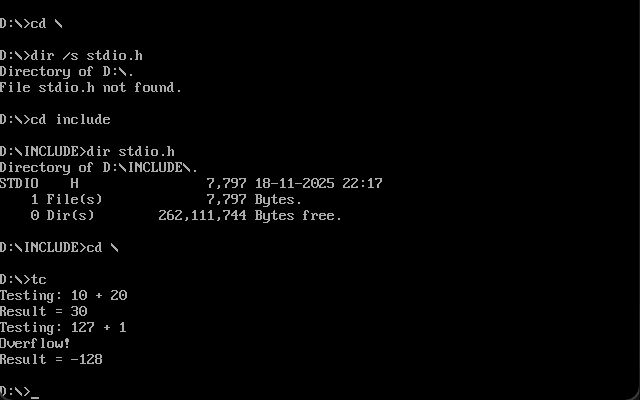 D:\>cd \
D:\>dir /s stdio.h
Directory of D:\.
File stdio.h not found.
D:\>cd include
D:\INCLUDE>dir stdio.h
Directory of D:\INCLUDE\.
STDIO    H                7,797 18-11-2025 22:17
    1 File(s)             7,797 Bytes.
    0 Dir(s)        262,111,744 Bytes free.
D:\INCLUDE>cd \
D:\>tc
Testing: 10 + 20
Result = 30
Testing: 127 + 1
Overflow!
Result = -128
D:\>_